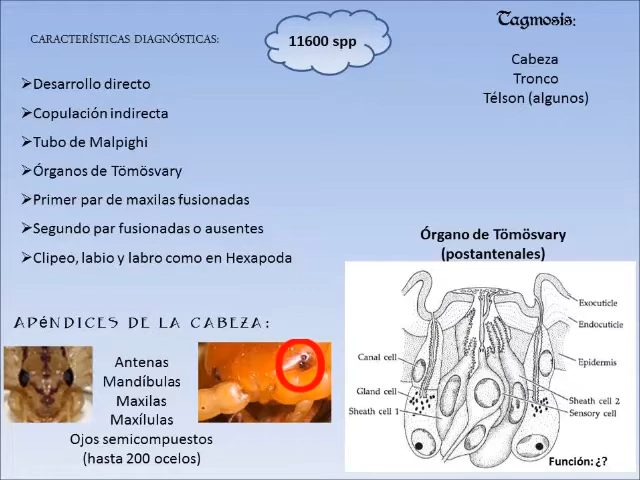 CARACTERÍSTICAS DIAGNÓSTICAS:
11600 spp
Tagmosis:
Cabeza
Tronco
Télson (algunos)
Desarrollo directo
Copulación indirecta
Tubo de Malpighi
Órganos de Tömösvary
Primer par de maxilas fusionadas
Segundo par fusionadas o ausentes
Clipeo, labio y labro como en Hexapoda
Órgano de Tömösvary
(postantenales)
Exocuticle
Endocuticle
Epidermis
Canal cell
Gland cell
Sheath cell 1
Sheath cell 2
Sensory cell
Función: ¿?
APÉNDICES DE LA CABEZA:
Antenas
Mandíbulas
Maxilas
Maxílulas
Ojos semicompuestos
(hasta 200 ocelos)